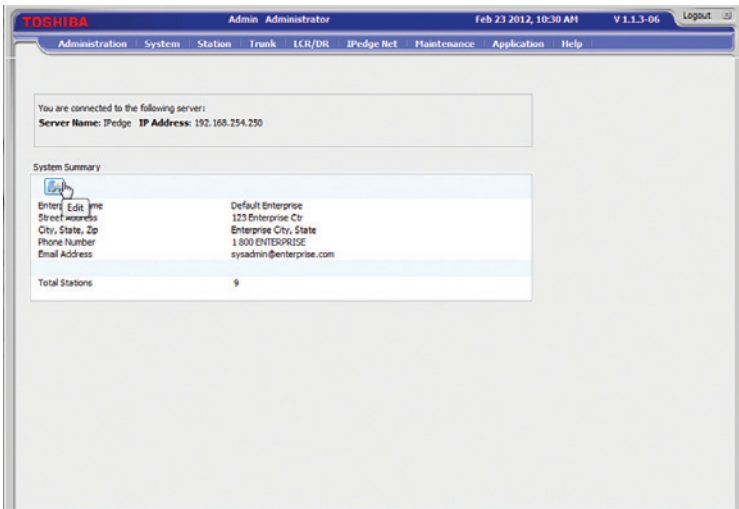 TOSHIBA Admin Administrator Feb 23 2012, 10:30 AM V 1.1.3-06 Logout
Administration System Station Trunk LCR/DR IPedge Net Maintenance Application Help
You are connected to the following server:
Server Name: IPedge IP Address: 192.168.254.250
System Summary
Edit
Default Enterprise
Street Address 123 Enterprise Ctr
City, State, Zip Enterprise City, State
Phone Number 1 800 ENTERPRISE
Email Address sysadmin@enterprise.com
Total Stations 9